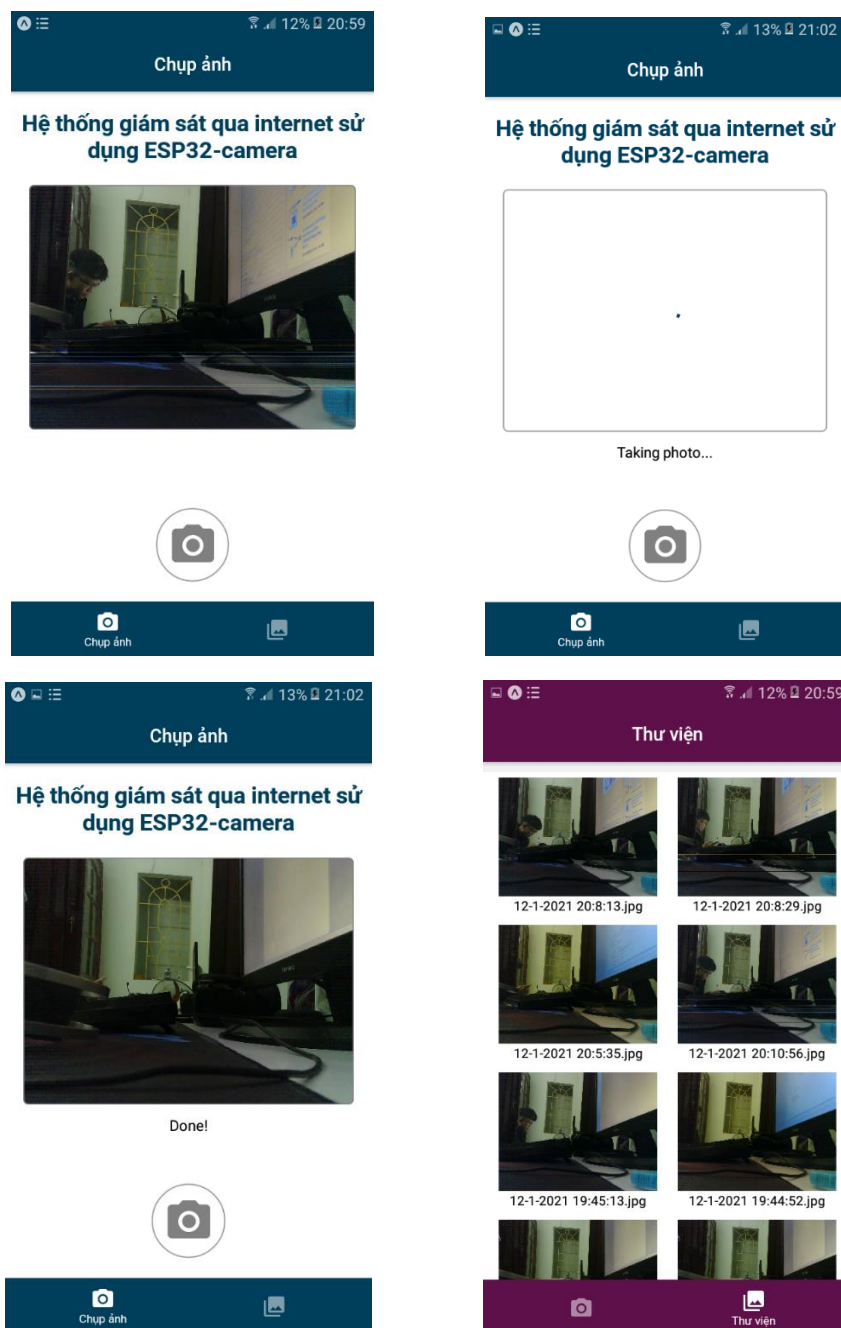 12% 20:59
Chụp ảnh
Hệ thống giám sát qua internet sử
dụng ESP32-camera
Chụp ảnh
13% 21:02
Chụp ảnh
Hệ thống giám sát qua internet sử
dụng ESP32-camera
Taking photo...
Chụp ảnh
13% 21:02
Chụp ảnh
Hệ thống giám sát qua internet sử
dụng ESP32-camera
Done!
Chụp ảnh
12% 20:59
Thư viện
12-1-2021 20:8:13.jpg
12-1-2021 20:8:29.jpg
12-1-2021 20:5:35.jpg
12-1-2021 20:10:56.jpg
12-1-2021 19:45:13.jpg
12-1-2021 19:44:52.jpg
Thư viện